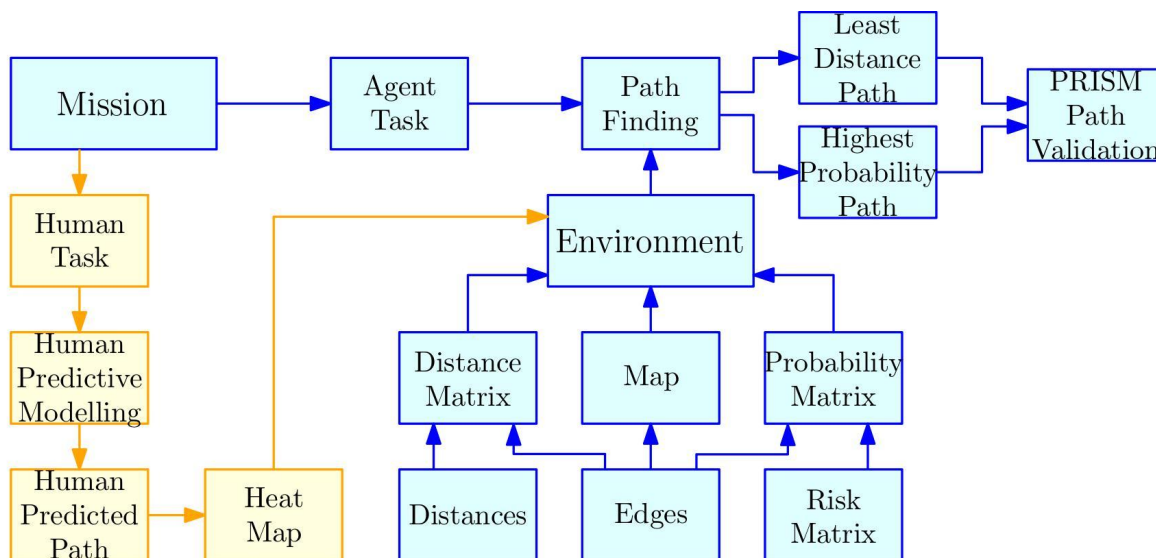 Mission
Agent
Task
Path
Finding
Least
Distance
Path
Highest
Probability
Path
PRISM
Path
Validation
Human
Task
Environment
Human
Predictive
Modelling
Distance
Matrix
Map
Probability
Matrix
Human
Predicted
Path
Heat
Map
Distances
Edges
Risk
Matrix